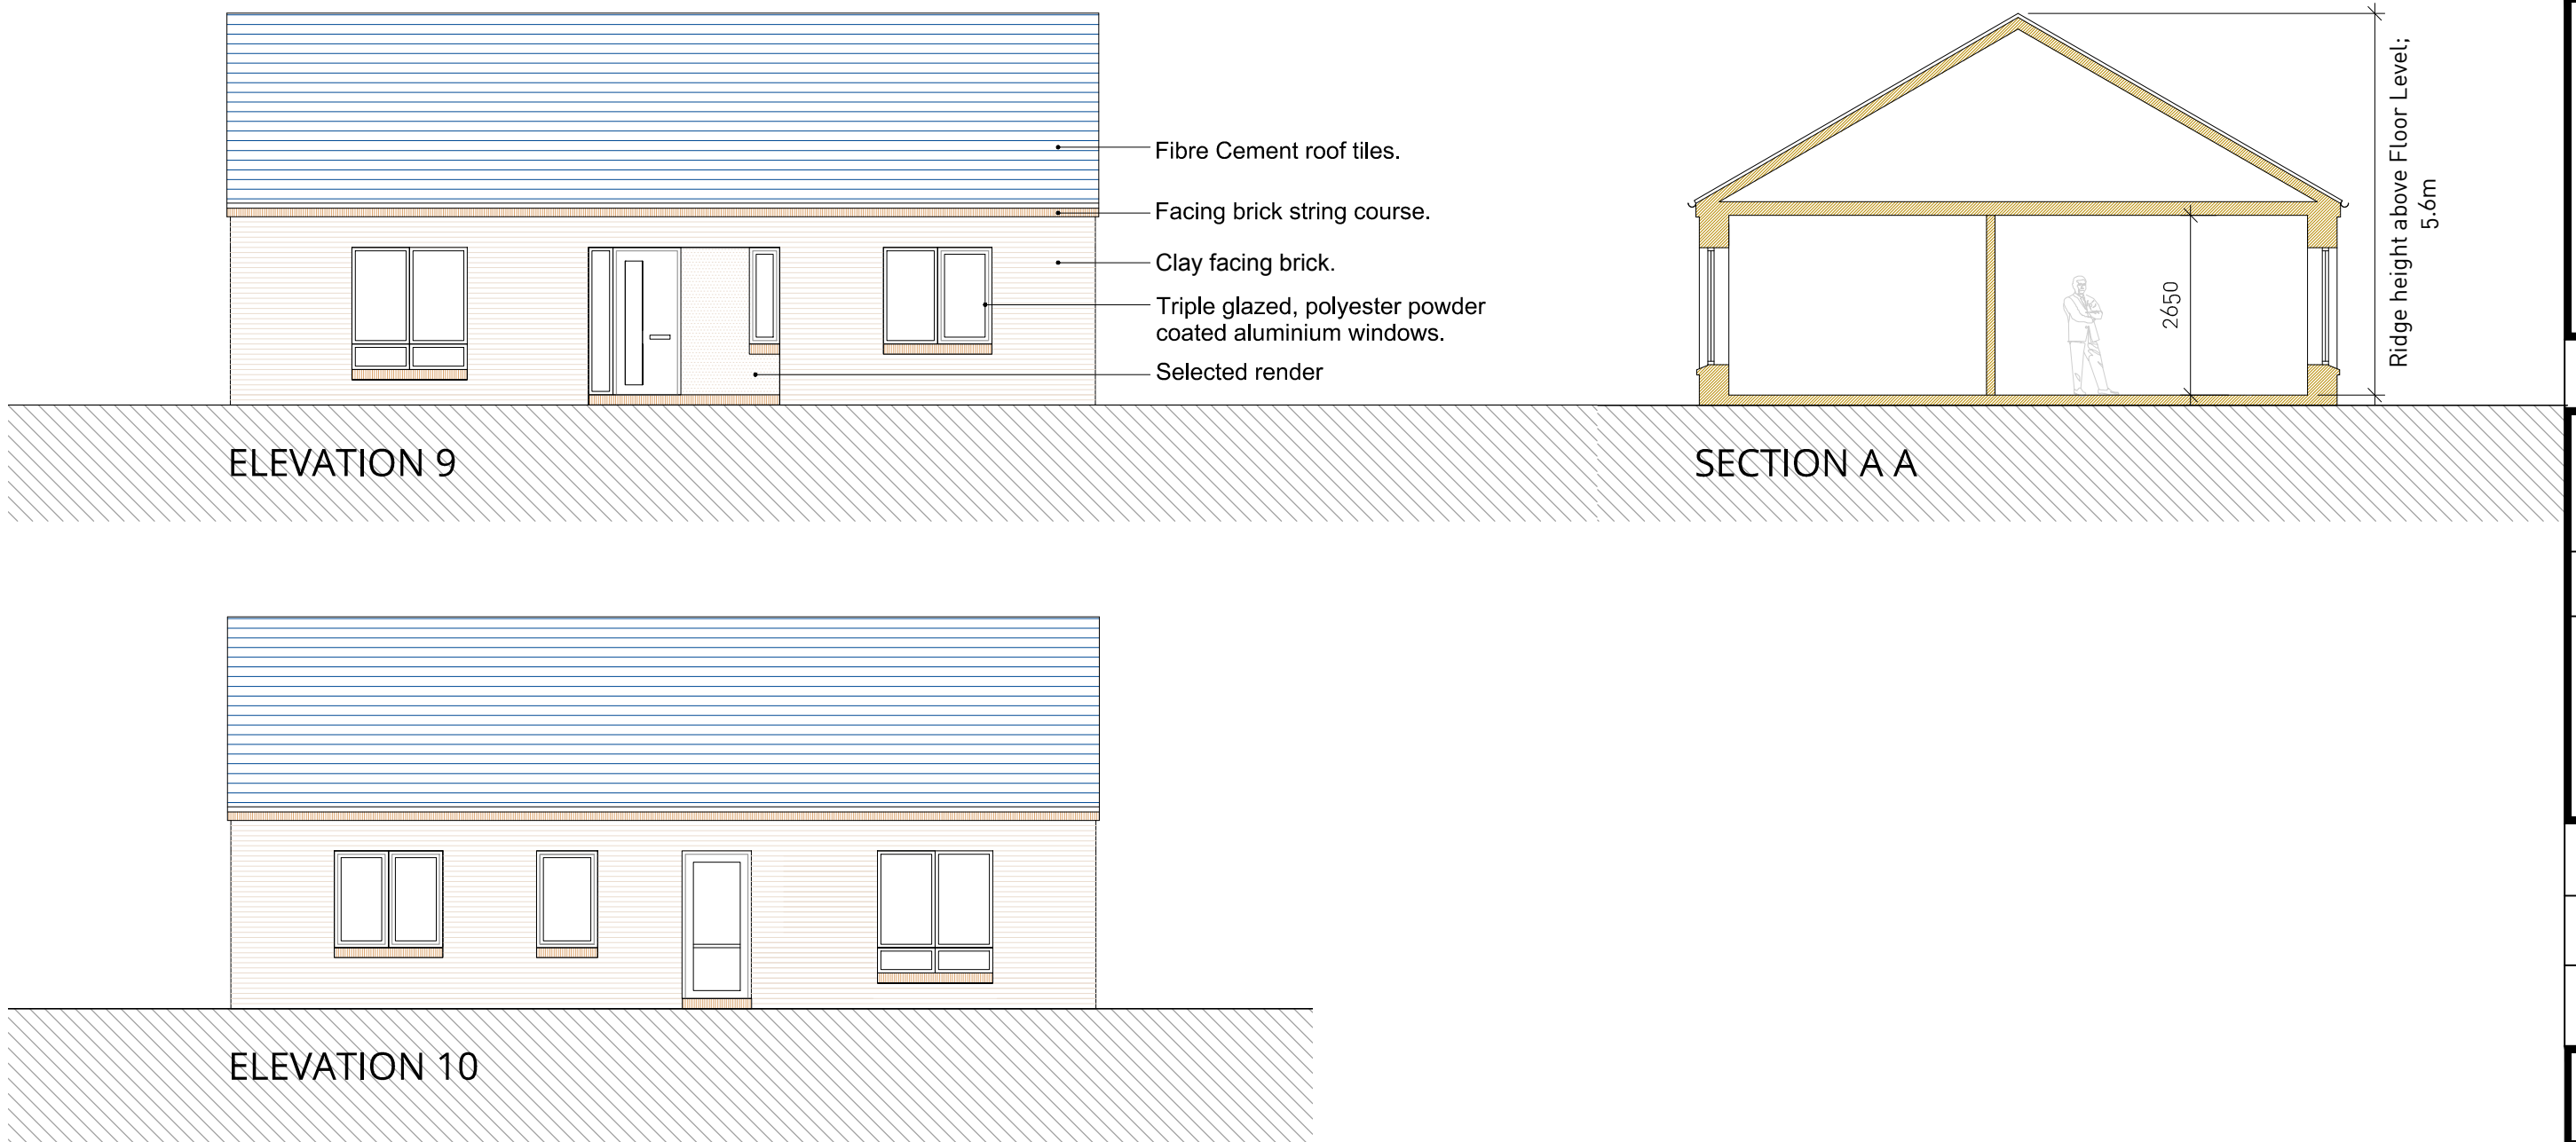 Fibre Cement roof tiles.
Facing brick string course.
Clay facing brick.
Triple glazed, polyester powder
coated aluminium windows.
Selected render
ELEVATION 9
2650
Ridge height above Floor Level;
5.6m
SECTION A A
ELEVATION 10